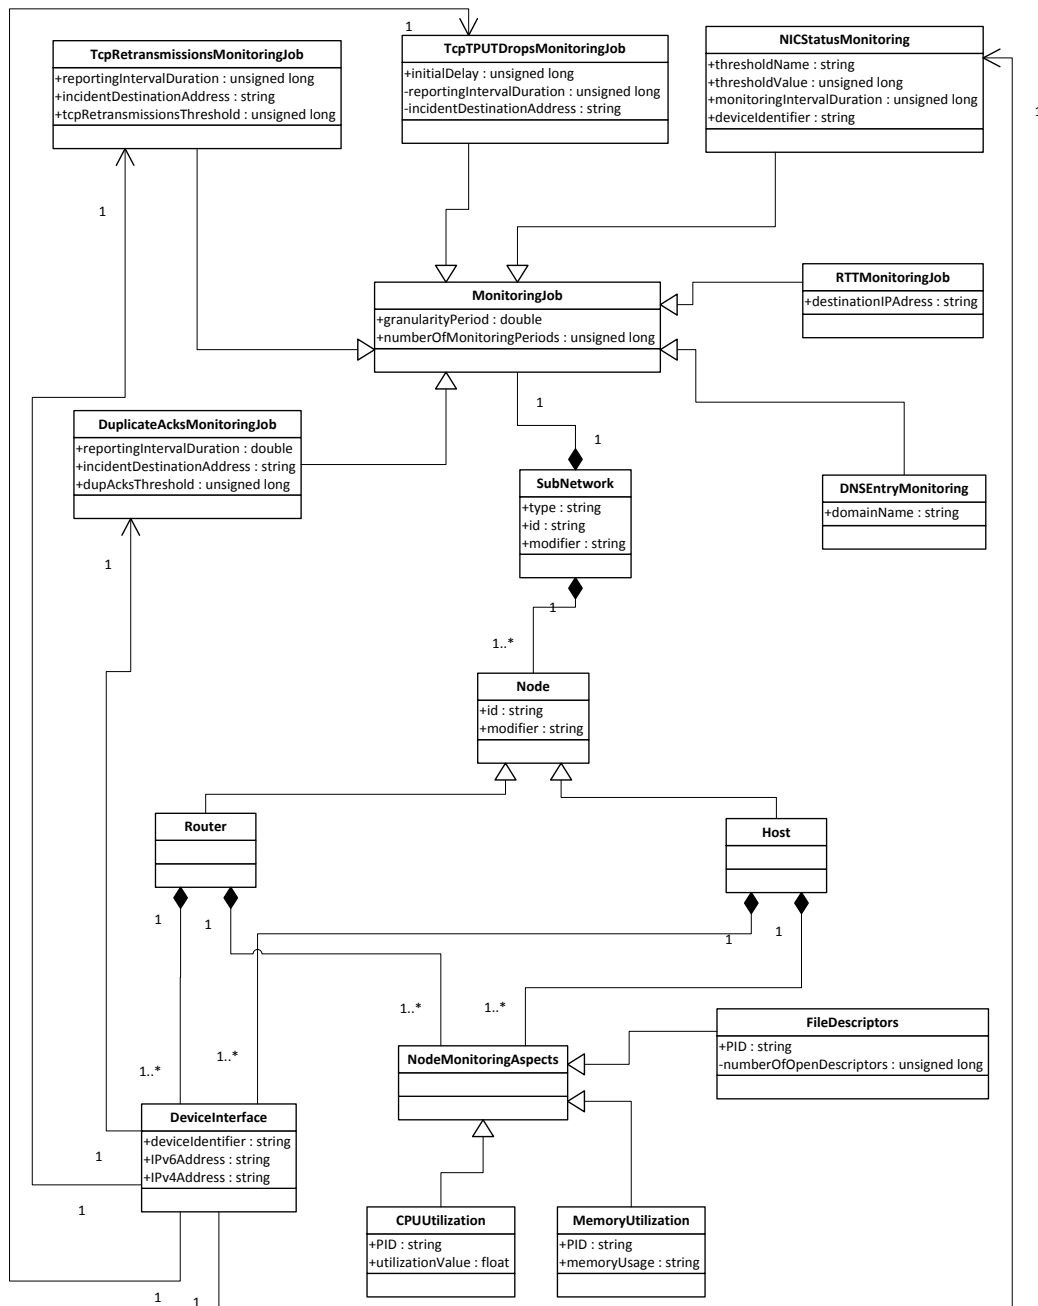 1
TcpRetransmissionsMonitoringJob
+reportingIntervalDuration : unsigned long
+incidentDestinationAddress : string
+tcpRetransmissionsThreshold : unsigned long
TcpTPUTDropsMonitoringJob
+initialDelay : unsigned long
-reportingIntervalDuration : unsigned long
-incidentDestinationAddress : string
NICStatusMonitoring
+thresholdName : string
+thresholdValue : unsigned long
+monitoringIntervalDuration : unsigned long
+deviceIdentifier : string
1
1
MonitoringJob
+granularityPeriod : double
+numberOfMonitoringPeriods : unsigned long
RTTMonitoringJob
+destinationIPAdress : string
1
1
DuplicateAcksMonitoringJob
+reportingIntervalDuration : double
+incidentDestinationAddress : string
+dupAcksThreshold : unsigned long
SubNetwork
+type : string
+id : string
+modifier : string
DNSEntryMonitoring
+domainName : string
1
1
1..*
Node
+id : string
+modifier : string
Router
Host
1
1
1
1
1..*
1..*
1..*
1..*
NodeMonitoringAspects
FileDescriptors
+PID : string
-numberOfOpenDescriptors : unsigned long
DeviceInterface
+deviceIdentifier : string
+IPv6Address : string
+IPv4Address : string
1
1
CPUUtilization
+PID : string
+utilizationValue : float
MemoryUtilization
+PID : string
+memoryUsage : string
1
1